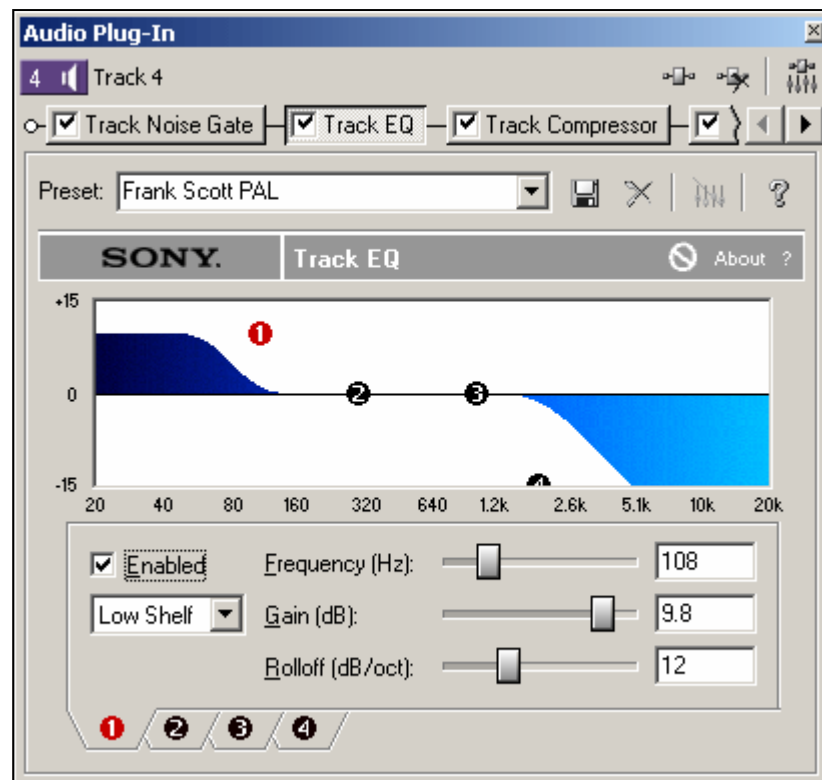 Audio Plug-In
4 Track 4
Track Noise Gate Track EQ Track Compressor
Preset: Frank Scott PAL
SONY. Track EQ About ?
+15
1
0 2 3
4
-15
20 40 80 160 320 640 1.2k 2.6k 5.1k 10k 20k
Enabled Frequency (Hz): 108
Low Shelf Gain (dB): 9.8
Rolloff (dB/oct): 12
1 2 3 4